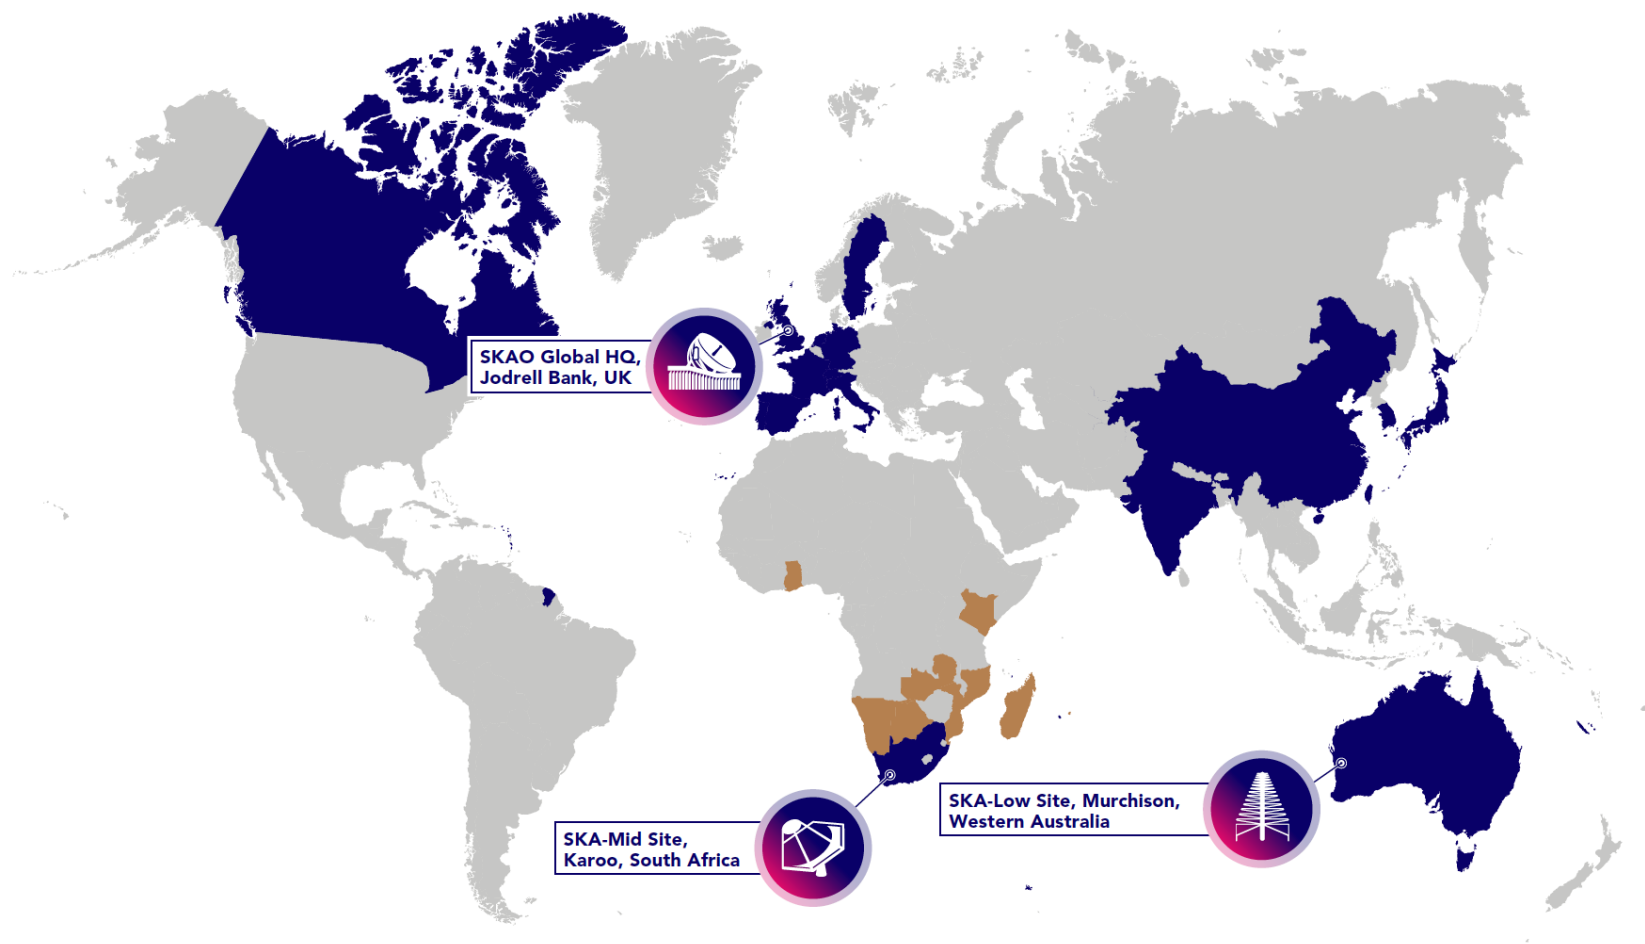 SKAO Global HQ,
Jodrell Bank, UK
SKA-Mid Site,
Karoo, South Africa
SKA-Low Site, Murchison,
Western Australia